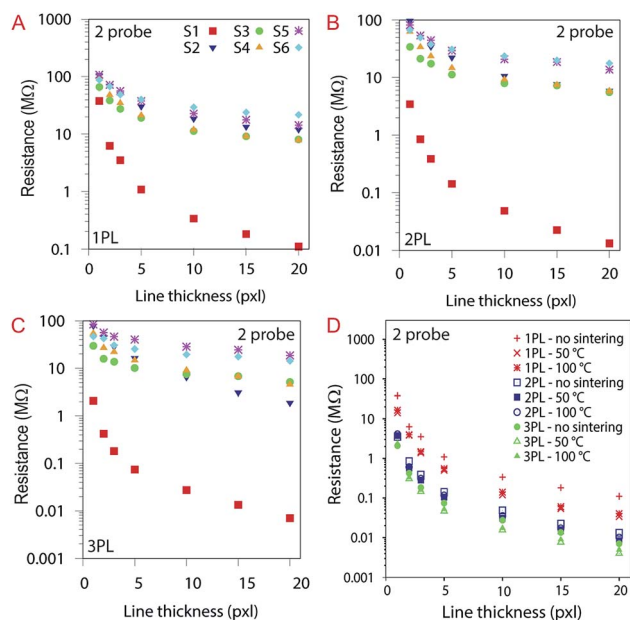 A
2 probe
S1 S3 S5
S2 S4 S6
1000
100
10
1
0.1
Resistance (MΩ)
1PL
0 5 10 15 20
Line thickness (pxl)
B
2 probe
100
10
1
0.1
0.01
Resistance (MΩ)
2PL
0 5 10 15 20
Line thickness (pxl)
C
2 probe
100
10
1
0.1
0.01
0.001
Resistance (MΩ)
3PL
0 5 10 15 20
Line thickness (pxl)
D
2 probe
1PL - no sintering
1PL - 50 °C
1PL - 100 °C
2PL - no sintering
2PL - 50 °C
2PL - 100 °C
3PL - no sintering
3PL - 50 °C
3PL - 100 °C
1000
100
10
1
0.1
0.01
0.001
Resistance (MΩ)
0 5 10 15 20
Line thickness (pxl)